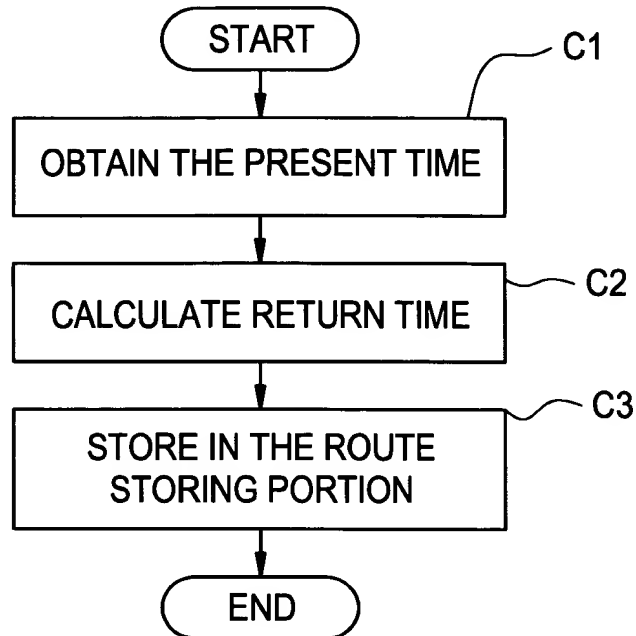 START
C1
OBTAIN THE PRESENT TIME
C2
CALCULATE RETURN TIME
C3
STORE IN THE ROUTE
STORING PORTION
END